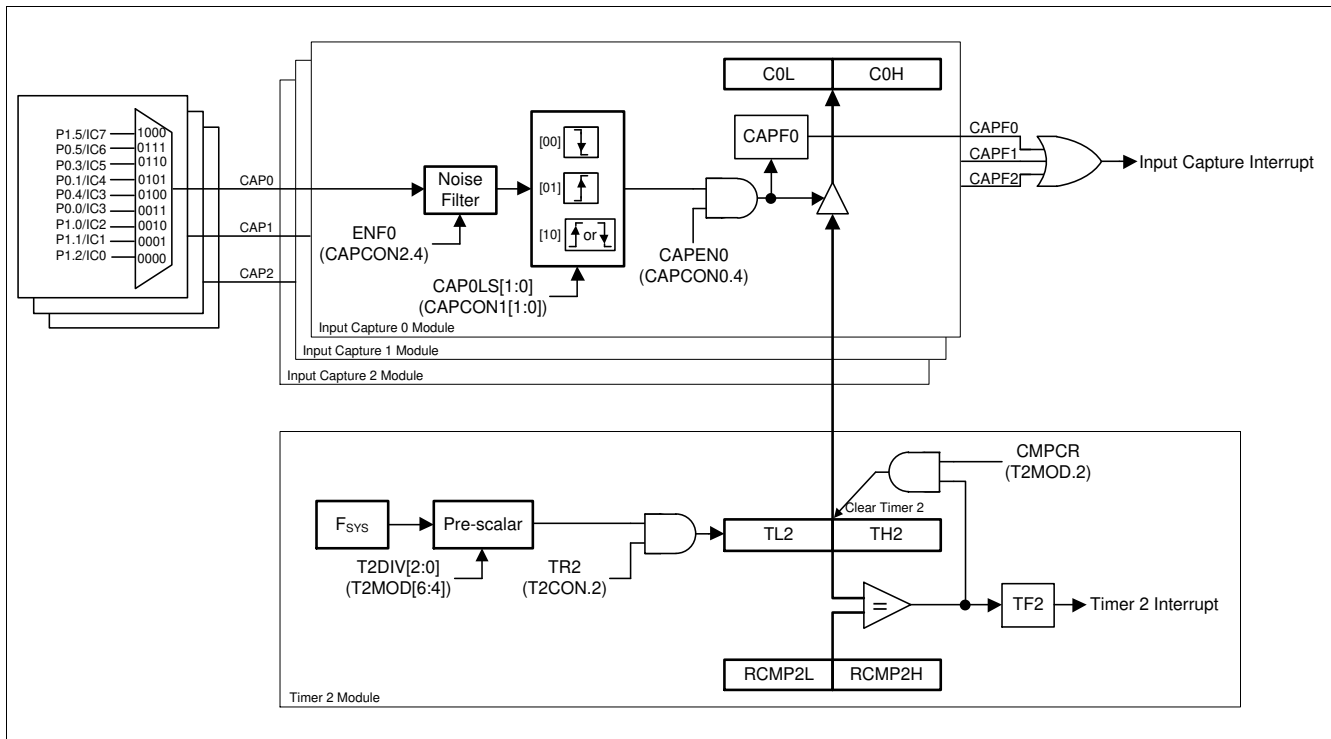 C0L C0H
P1.5/IC7 1000
P0.5/IC6 0111
P0.3/IC5 0110
P0.1/IC4 0101
P0.4/IC3 0100
P0.0/IC3 0011
P1.0/IC2 0010
P1.1/IC1 0001
P1.2/IC0 0000
CAP0
CAP1
CAP2
Noise
Filter
ENF0
(CAPCON2.4)
[00]
[01]
[10] or
CAP0LS[1:0]
(CAPCON1[1:0])
CAPEN0
(CAPCON0.4)
CAPF0
CAPF0
CAPF1
CAPF2
Input Capture Interrupt
Input Capture 0 Module
Input Capture 1 Module
Input Capture 2 Module
CMPCR
(T2MOD.2)
Clear Timer 2
FSYS
Pre-scalar
TL2 TH2
T2DIV[2:0]
(T2MOD[6:4])
TR2
(T2CON.2)
=
TF2
Timer 2 Interrupt
RCMP2L RCMP2H
Timer 2 Module